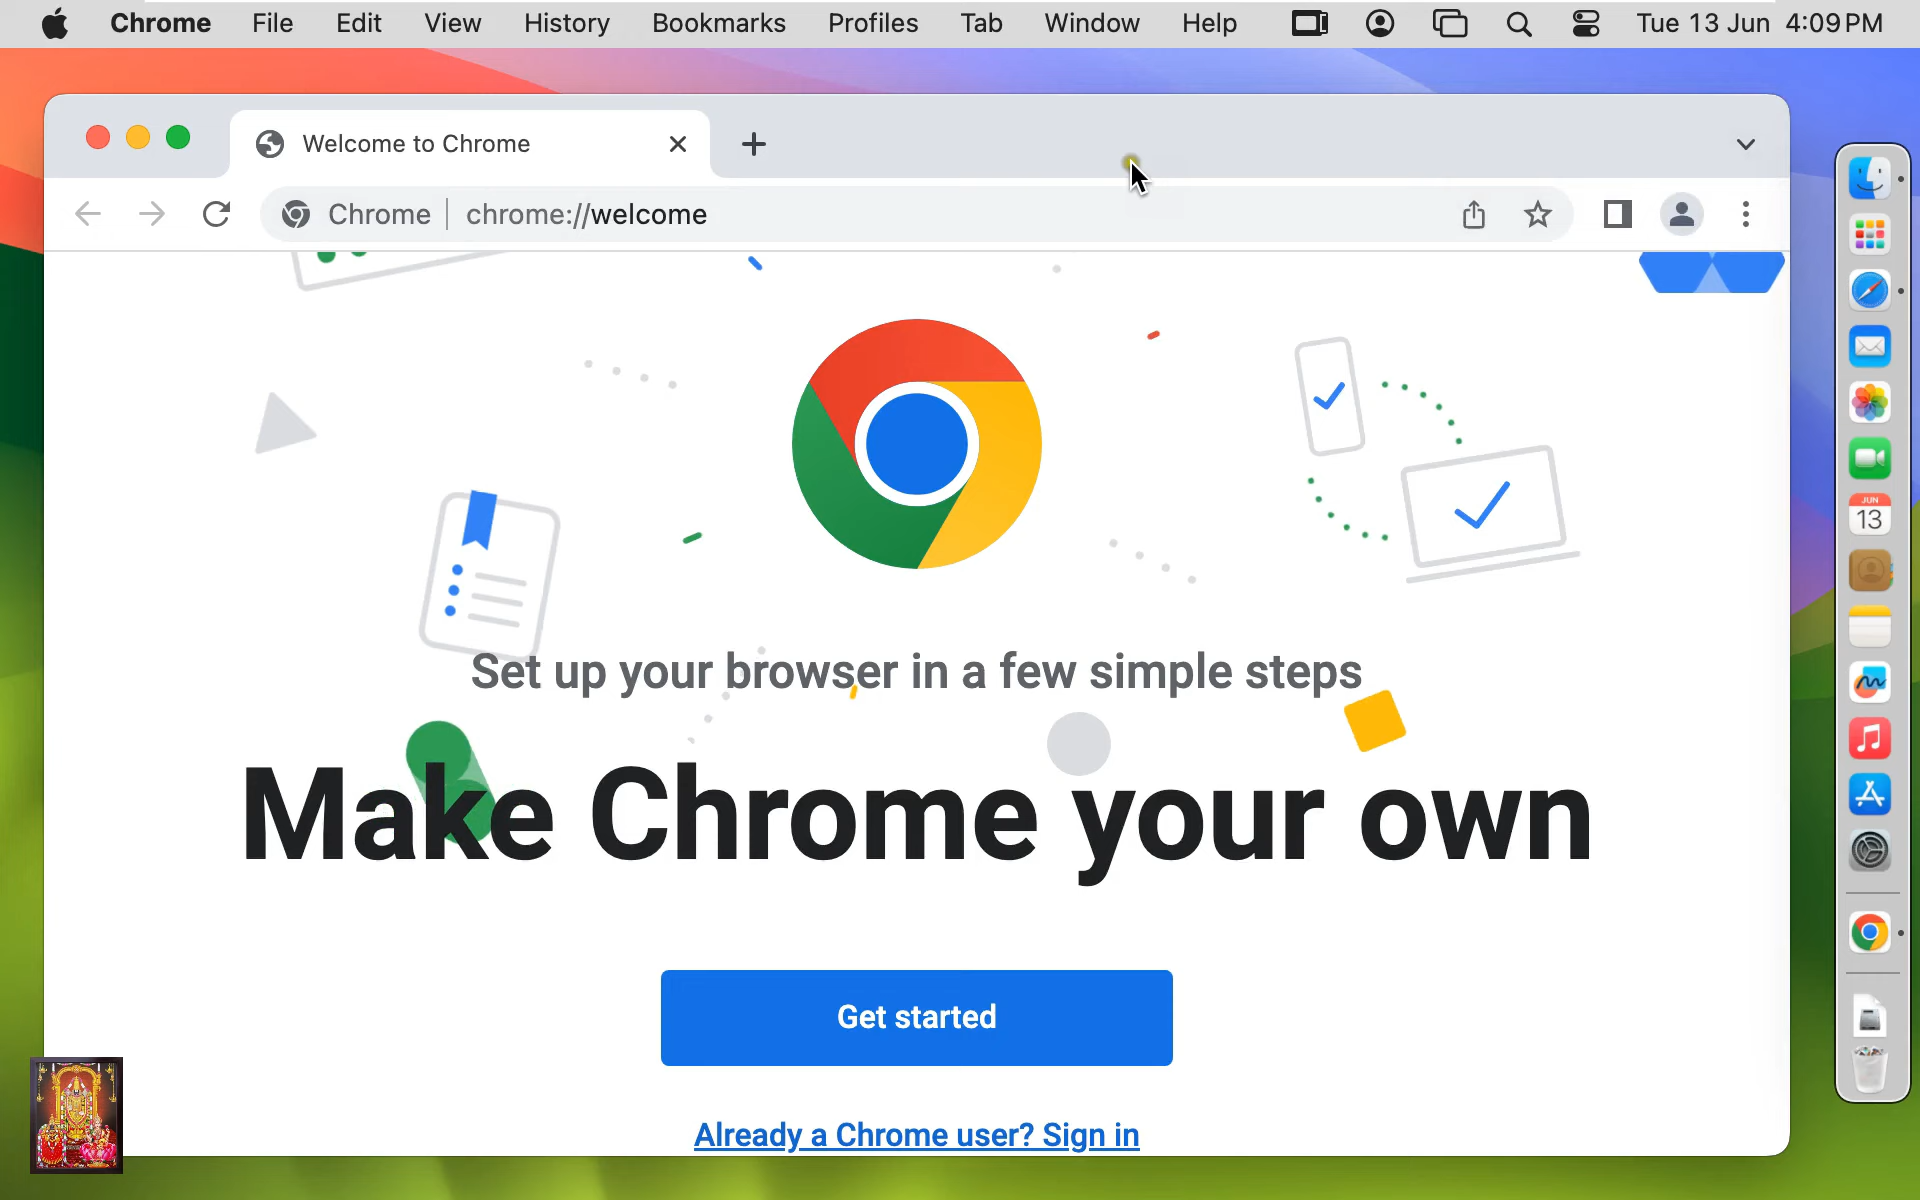 Chrome File Edit View History Bookmarks Profiles Tab Window Help Tue 13 Jun 4:09 PM
Welcome to Chrome
Chrome chrome://welcome
JUN
13
Set up your browser in a few simple steps
Make Chrome your own
Get started
Already a Chrome user? Sign in